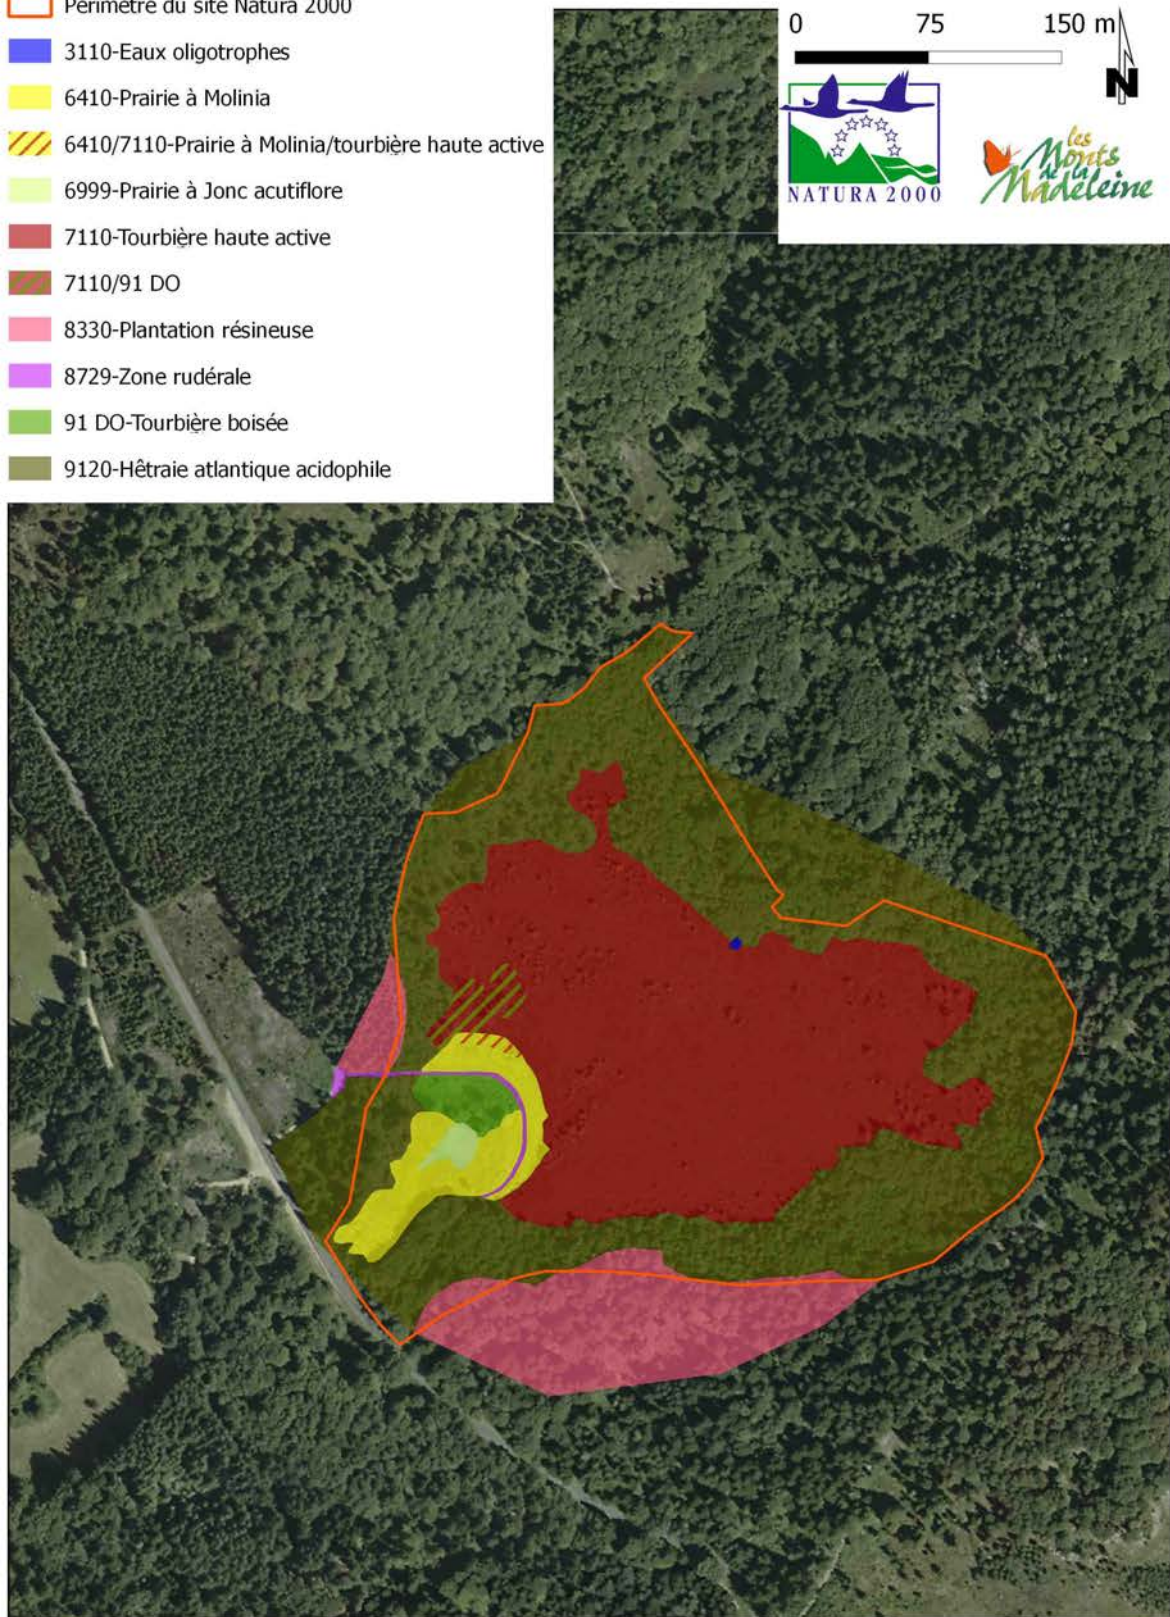 Périmètre du site Natura 2000
3110-Eaux oligotrophes
6410-Prairie à Molinia
6410/7110-Prairie à Molinia/tourbière haute active
6999-Prairie à Jonc acutiflore
7110-Tourbière haute active
7110/91 DO
8330-Plantation résineuse
8729-Zone rudérale
91 DO-Tourbière boisée
9120-Hêtraie atlantique acidophile
0 75 150 m
N
NATURA 2000
les
Monts
de la
Madeleine